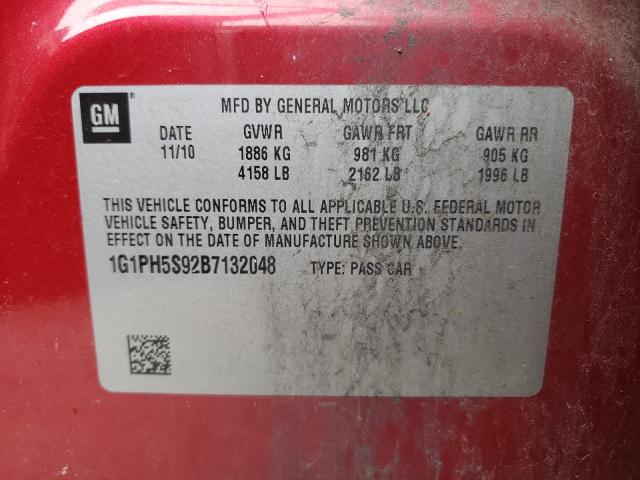 GM
MFD BY GENERAL MOTORS LLC
DATE GVWR GAWR FRT GAWR RR
11/10 1886 KG 981 KG 905 KG
4158 LB 2162 LB 1996 LB
THIS VEHICLE CONFORMS TO ALL APPLICABLE U.S. FEDERAL MOTOR
VEHICLE SAFETY, BUMPER, AND THEFT PREVENTION STANDARDS IN
EFFECT ON THE DATE OF MANUFACTURE SHOWN ABOVE.
1G1PH5S92B7132048 TYPE: PASS CAR